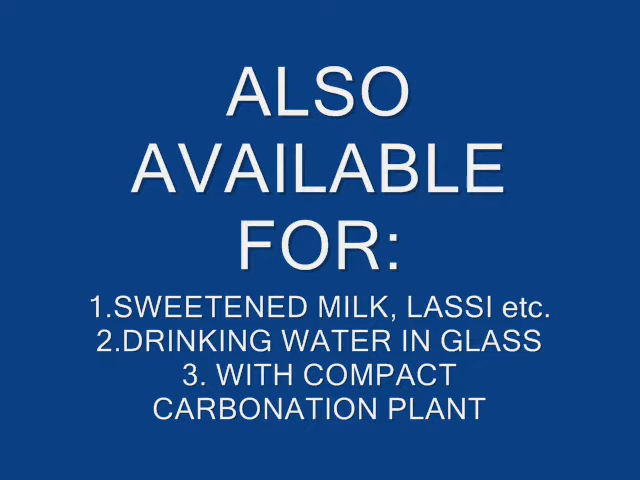 ALSO
AVAILABLE
FOR:
1.SWEETENED MILK, LASSI etc.
2.DRINKING WATER IN GLASS
3. WITH COMPACT
CARBONATION PLANT